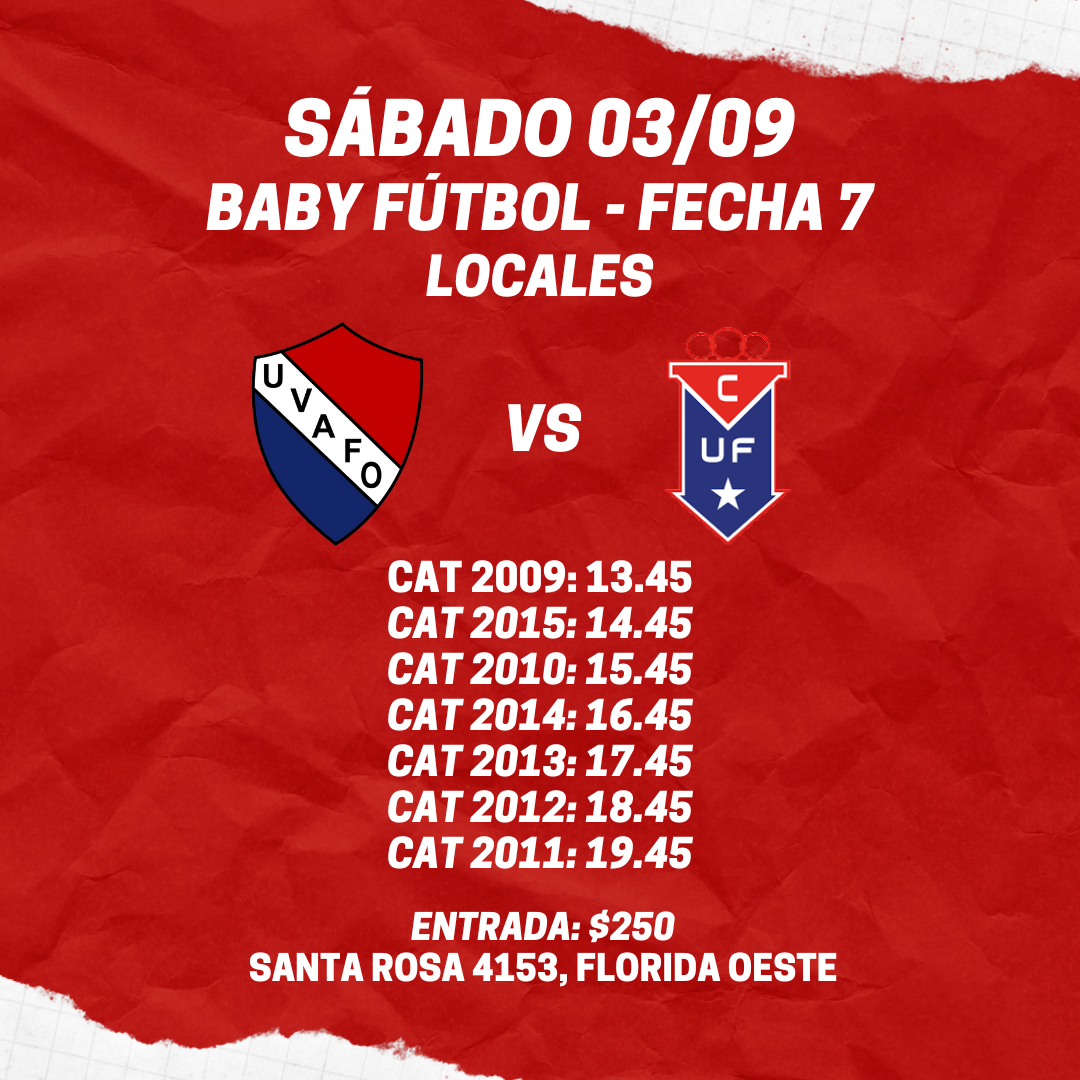 SÁBADO 03/09
BABY FÚTBOL - FECHA 7
LOCALES
UVAFO
VS
C
UF
CAT 2009: 13.45
CAT 2015: 14.45
CAT 2010: 15.45
CAT 2014: 16.45
CAT 2013: 17.45
CAT 2012: 18.45
CAT 2011: 19.45
ENTRADA: $250
SANTA ROSA 4153, FLORIDA OESTE